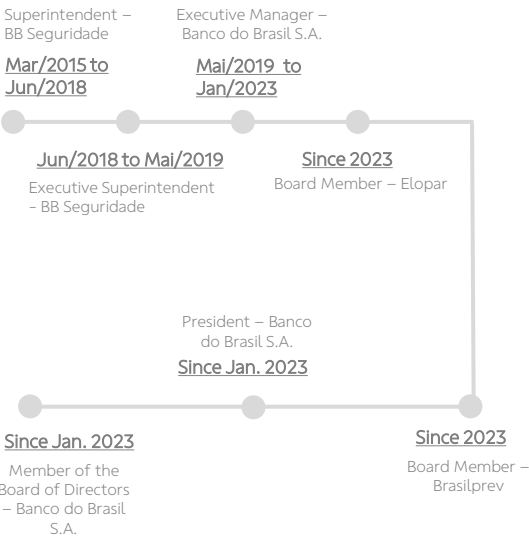 Superintendent –
BB Seguridade
Mar/2015 to
Jun/2018
Executive Manager –
Banco do Brasil S.A.
Mai/2019 to
Jan/2023
Jun/2018 to Mai/2019
Executive Superintendent
- BB Seguridade
Since 2023
Board Member – Elopar
President – Banco
do Brasil S.A.
Since Jan. 2023
Since Jan. 2023
Member of the
Board of Directors
– Banco do Brasil
S.A.
Since 2023
Board Member –
Brasilprev